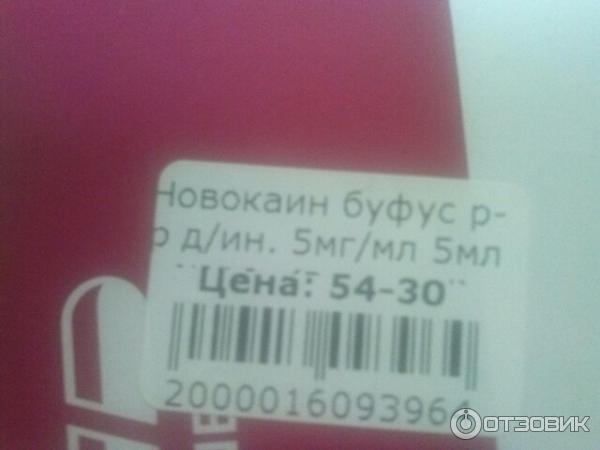 Новокаин буфус р-
р д/ин. 5мг/мл 5мл
Цена: 54-30
2000016093964
ОТЗОВИК